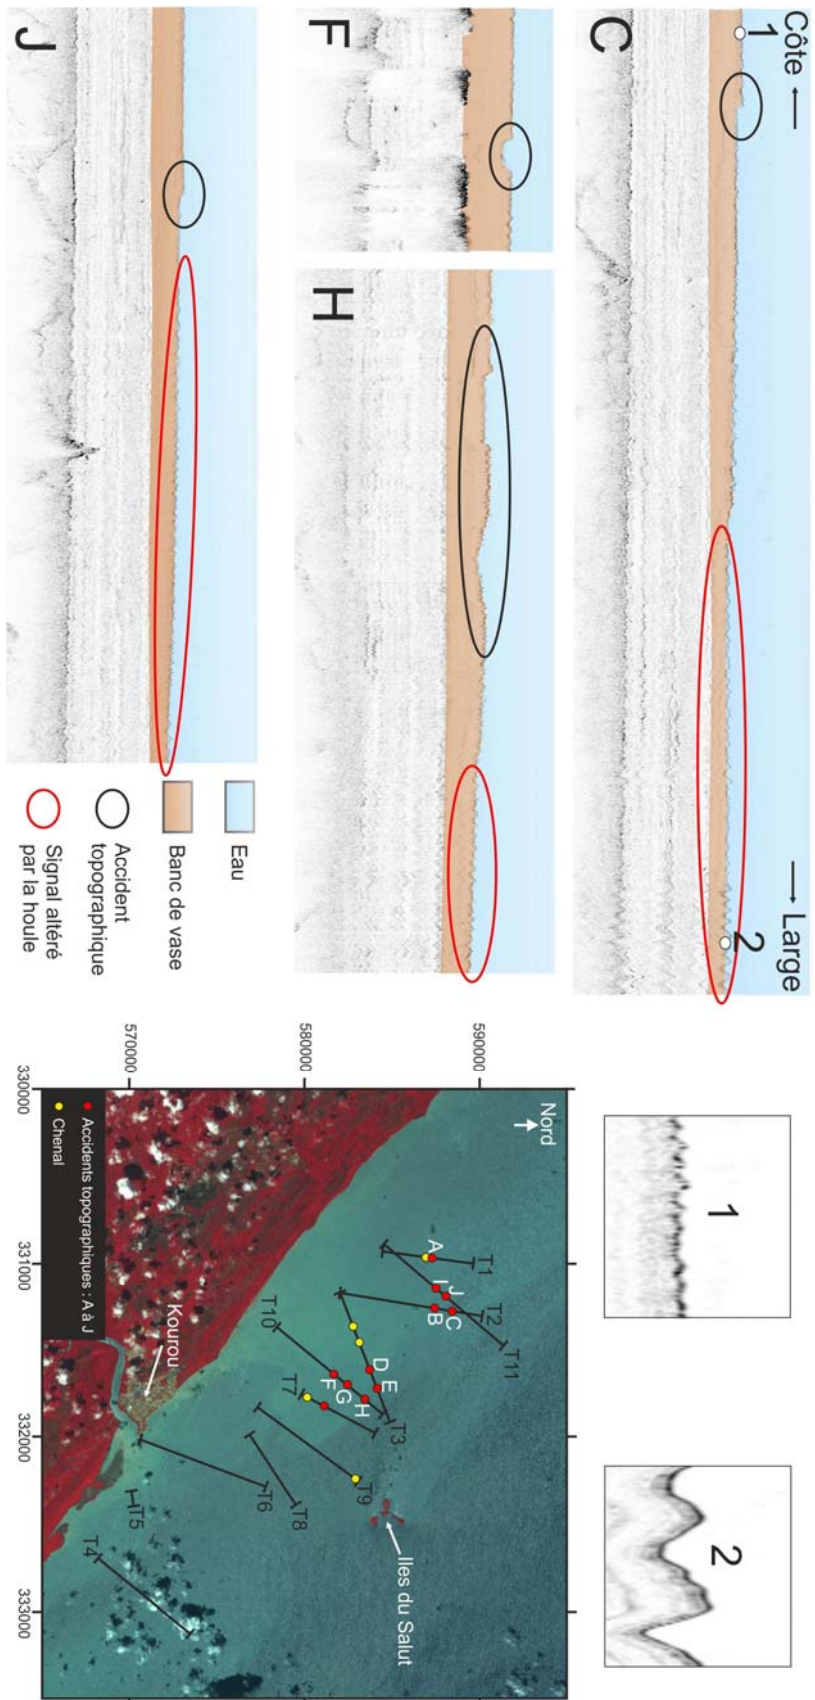 Côte ←
→ Large
C
1
2
F
H
J
Eau
Banc de vase
Accident
topographique
Signal altéré
par la houle
1
2
Nord
590000
580000
570000
330000
331000
332000
333000
T1
T2
T11
A
I
J
B
C
T10
D
E
T3
F
G
H
T7
T9
T8
T6
T5
T4
Kourou
Iles du Salut
Accidents topographiques : A à J
Chenal